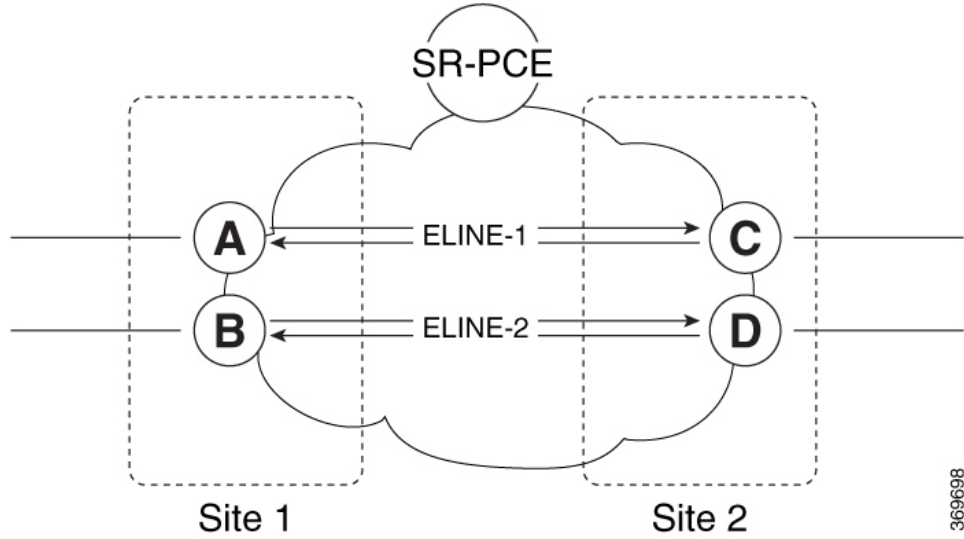 SR-PCE
A
ELINE-1
C
B
ELINE-2
D
Site 1
Site 2
369698